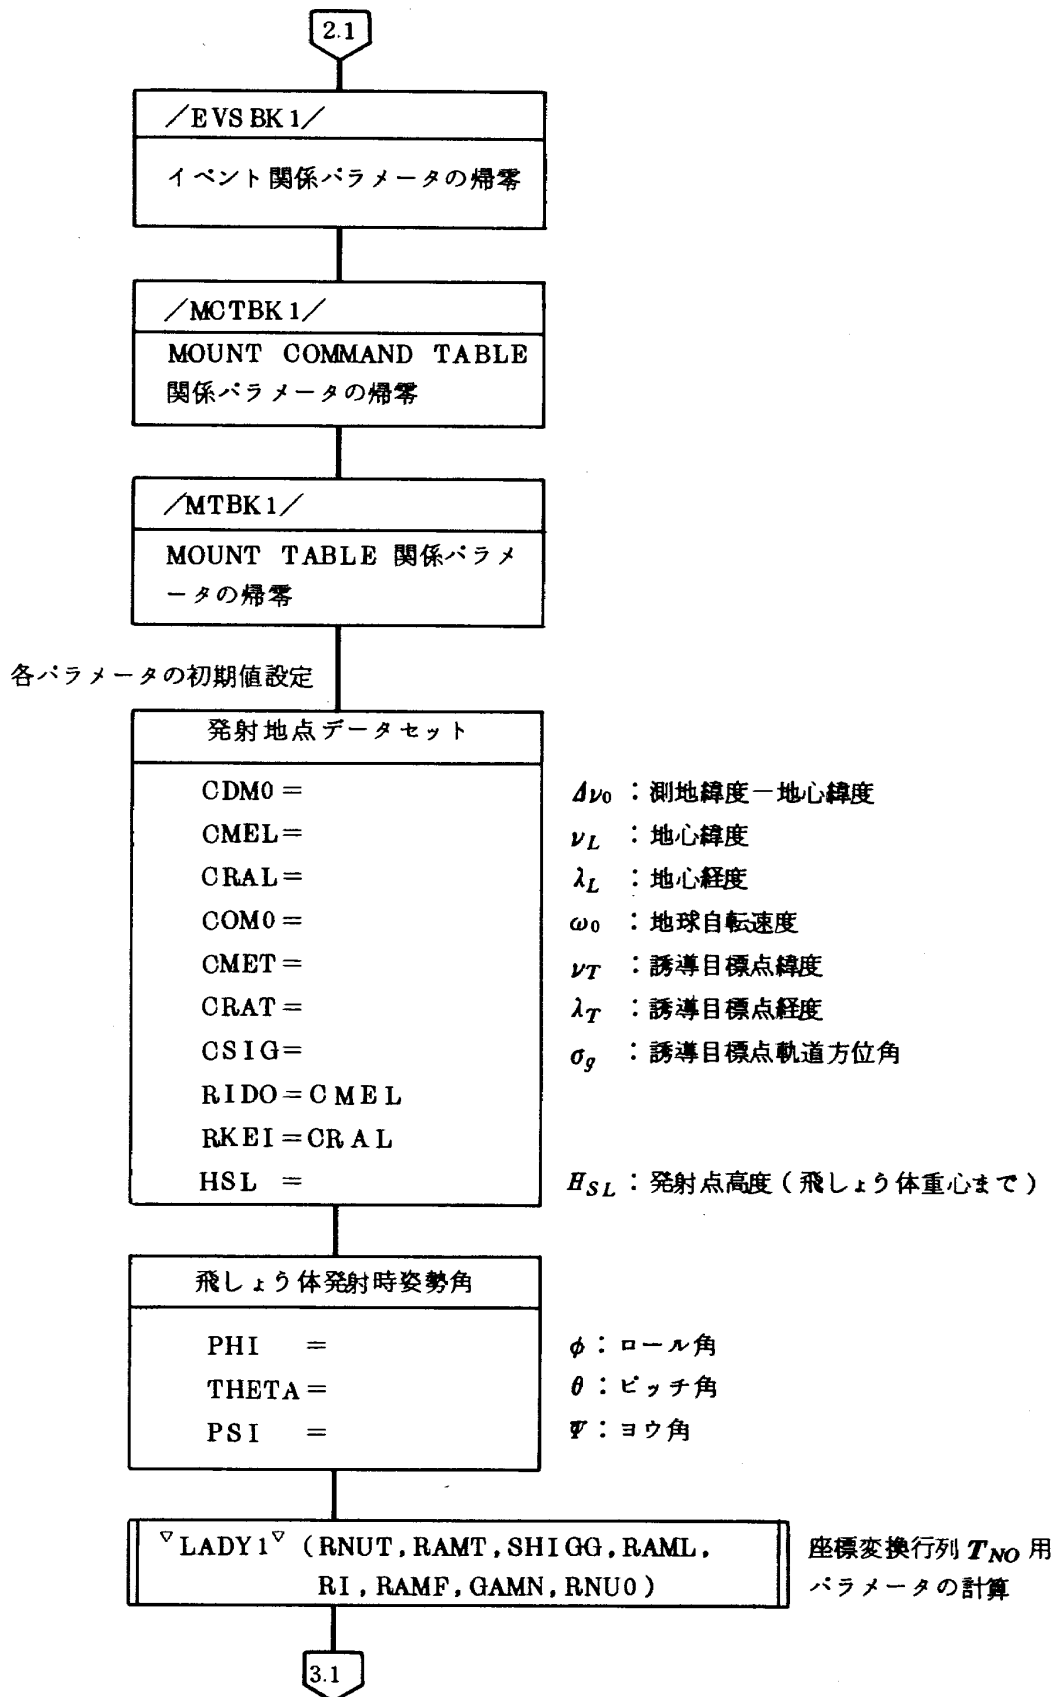 2.1
/EVSBK1/
イベント関係パラメータの帰零
/MCTBK1/
MOUNT COMMAND TABLE
関係パラメータの帰零
/MTBK1/
MOUNT TABLE 関係パラメ
ータの帰零
各パラメータの初期値設定
発射地点データセット
CDM0= Δν0 : 測地緯度−地心緯度
CMEL= νL : 地心緯度
CRAL= λL : 地心経度
COM0= ω0 : 地球自転速度
CMET= νT : 誘導目標点緯度
CRAT= λT : 誘導目標点経度
CSIG= σg : 誘導目標点軌道方位角
RIDO=CMEL
RKEI=CRAL
HSL = HSL : 発射点高度(飛しょう体重心まで)
飛しょう体発射時姿勢角
PHI = φ : ロール角
THETA= θ : ピッチ角
PSI = Ψ : ヨウ角
▽LADY1▽ (RNUT, RAMT, SHIGG, RAML, 座標変換行列 TNO 用
RI, RAMF, GAMN, RNU0) パラメータの計算
3.1